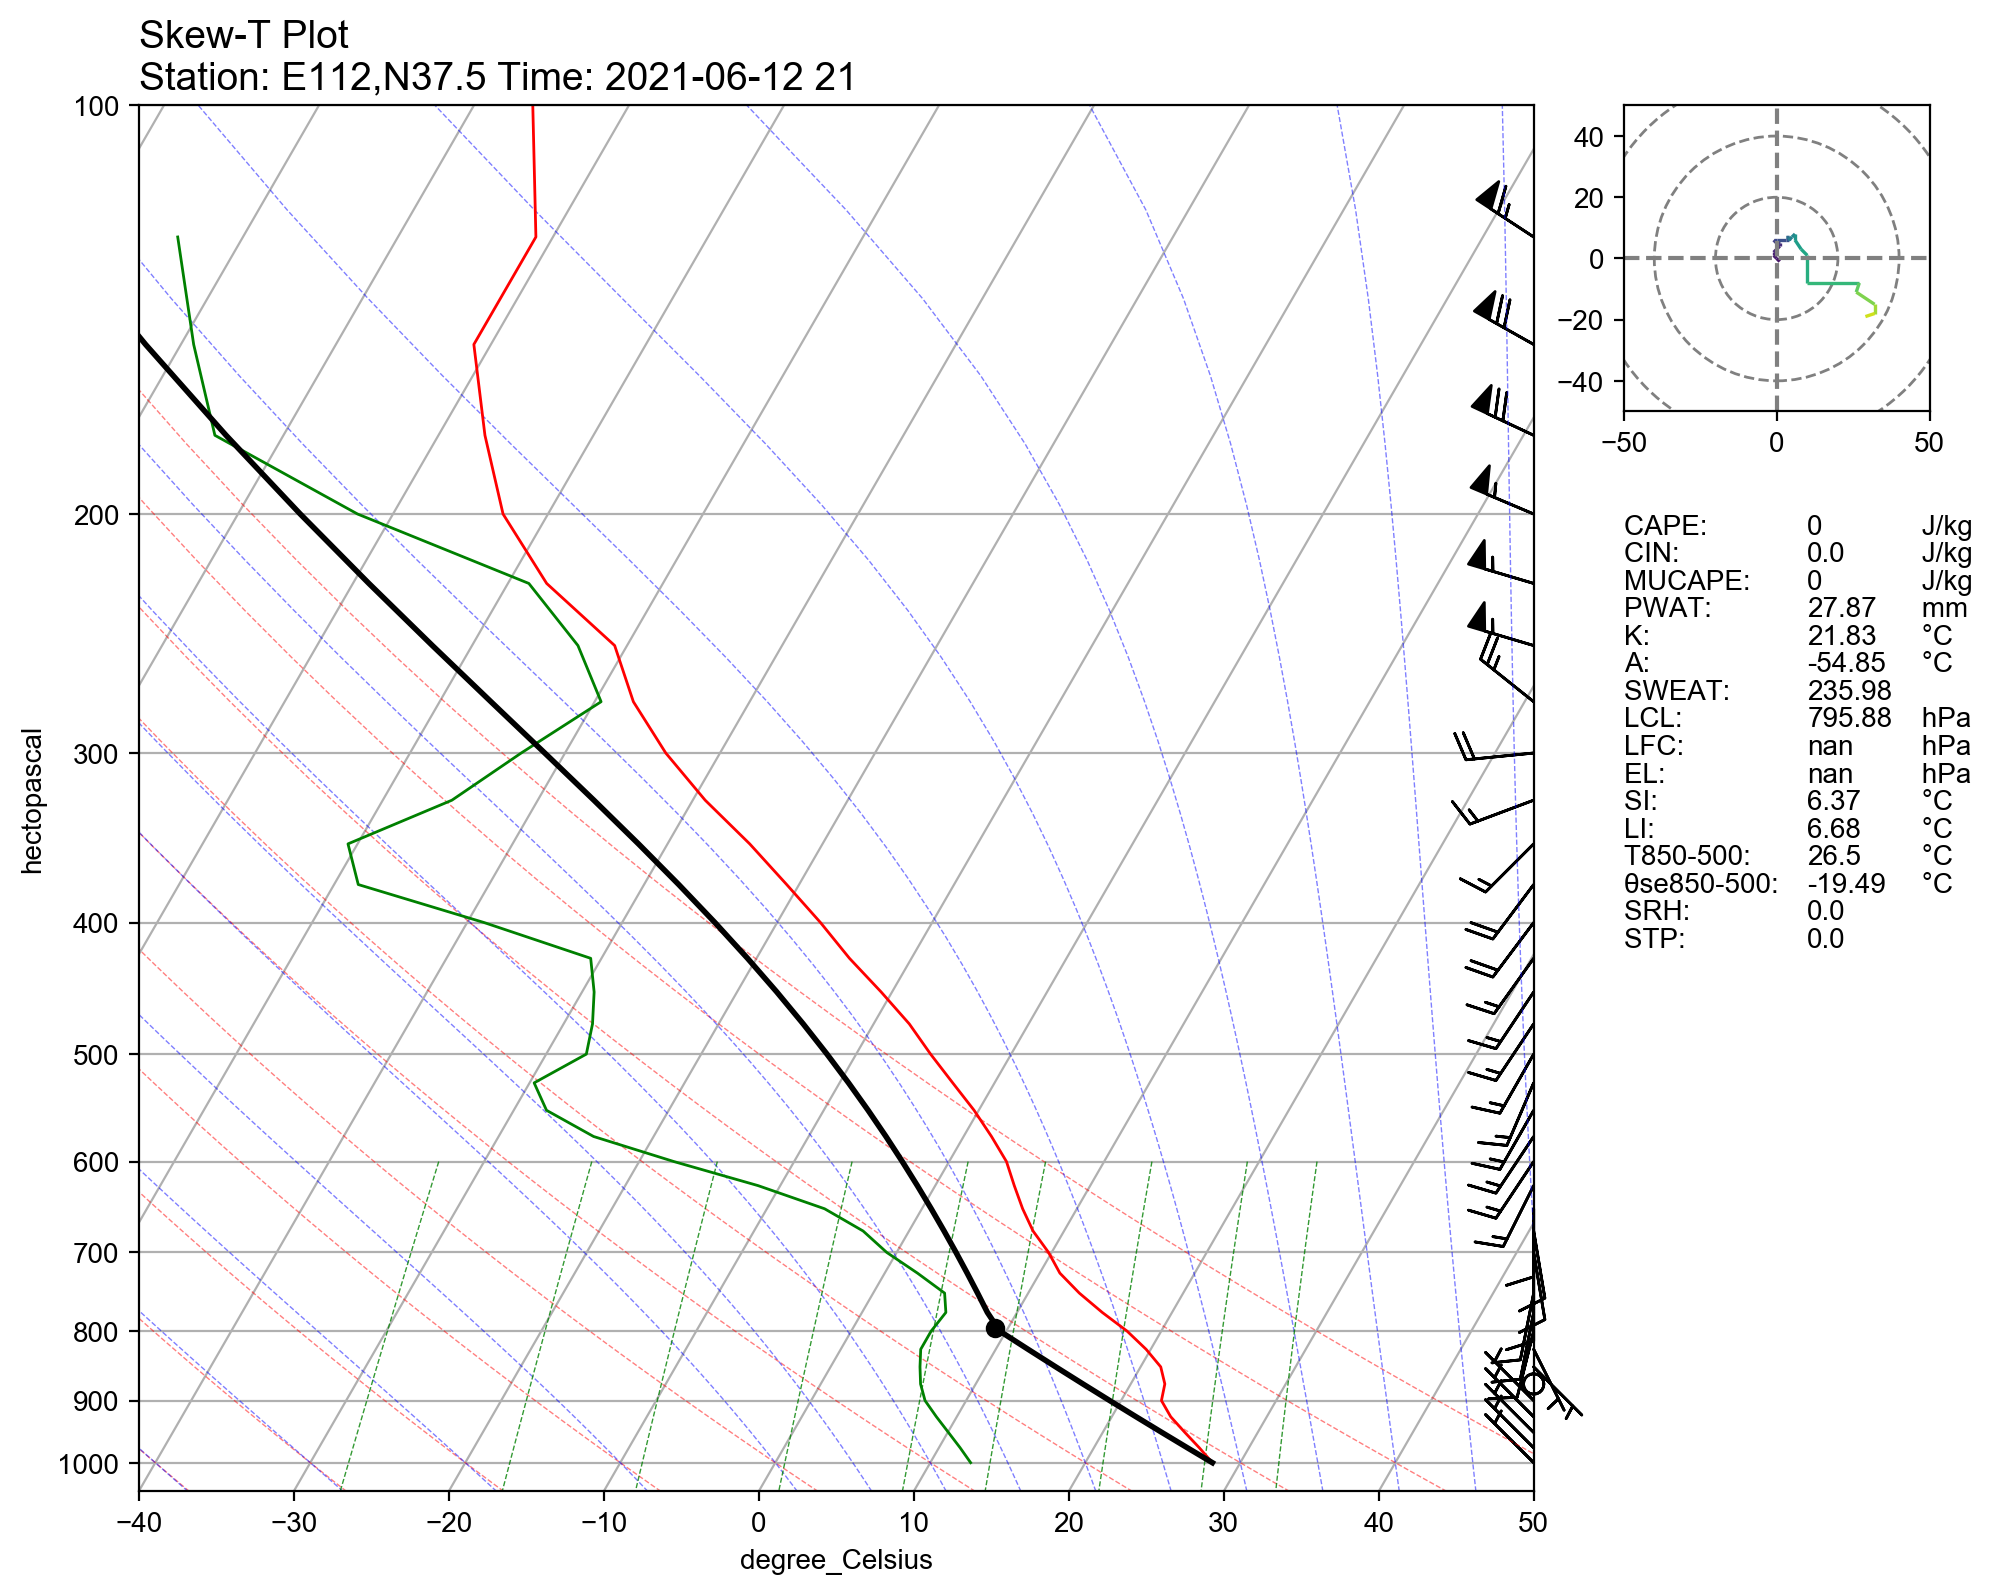 Skew-T Plot
Station: E112,N37.5 Time: 2021-06-12 21
100
200
300
400
500
600
700
800
900
1000
hectopascal
−40 −30 −20 −10 0 10 20 30 40 50
degree_Celsius
40
20
0
−20
−40
−50 0 50
CAPE: 0 J/kg
CIN: 0.0 J/kg
MUCAPE: 0 J/kg
PWAT: 27.87 mm
K: 21.83 °C
A: -54.85 °C
SWEAT: 235.98
LCL: 795.88 hPa
LFC: nan hPa
EL: nan hPa
SI: 6.37 °C
LI: 6.68 °C
T850-500: 26.5 °C
θse850-500: -19.49 °C
SRH: 0.0
STP: 0.0